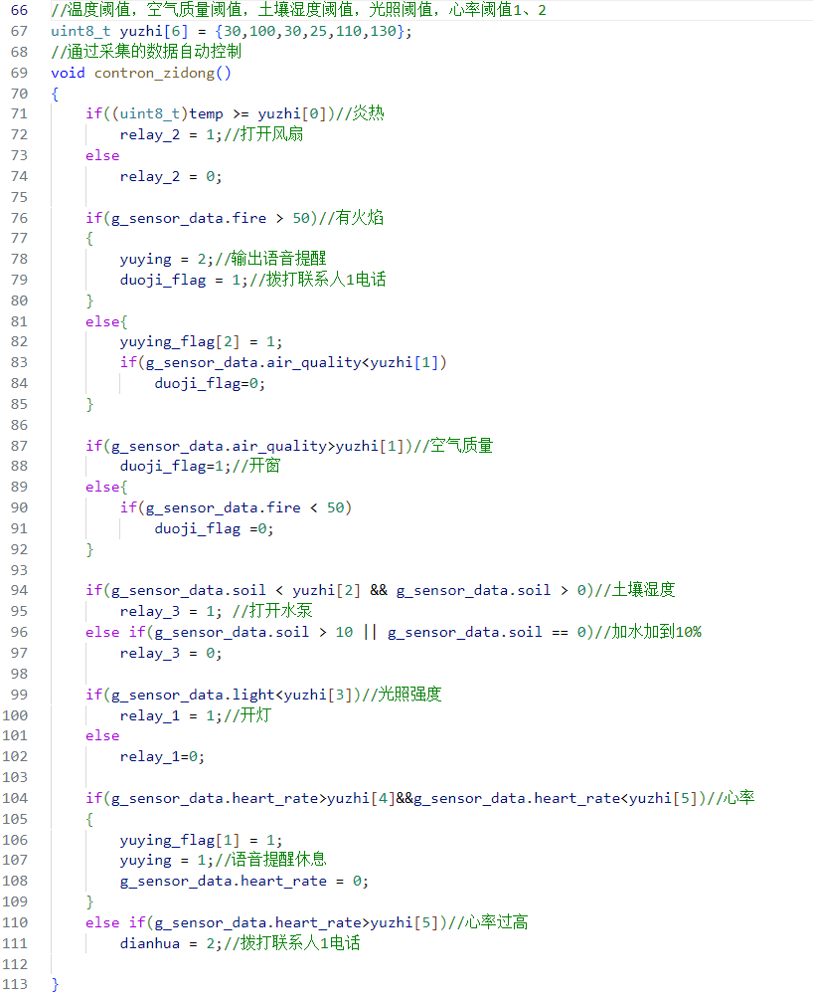 66 //温度阈值，空气质量阈值，土壤湿度阈值，光照阈值，心率阈值1、2
67 uint8_t yuzhi[6] = {30,100,30,25,110,130};
68 //通过采集的数据自动控制
69 void contron_zidong()
70 {
71     if((uint8_t)temp >= yuzhi[0])//炎热
72         relay_2 = 1;//打开风扇
73     else
74         relay_2 = 0;
75
76     if(g_sensor_data.fire > 50)//有火焰
77     {
78         yuying = 2;//输出语音提醒
79         duoji_flag = 1;//拨打联系人1电话
80     }
81     else{
82         yuying_flag[2] = 1;
83         if(g_sensor_data.air_quality<yuzhi[1])
84             duoji_flag=0;
85     }
86
87     if(g_sensor_data.air_quality>yuzhi[1])//空气质量
88         duoji_flag=1;//开窗
89     else{
90         if(g_sensor_data.fire < 50)
91             duoji_flag =0;
92     }
93
94     if(g_sensor_data.soil < yuzhi[2] && g_sensor_data.soil > 0)//土壤湿度
95         relay_3 = 1; //打开水泵
96     else if(g_sensor_data.soil > 10 || g_sensor_data.soil == 0)//加水加到10%
97         relay_3 = 0;
98
99     if(g_sensor_data.light<yuzhi[3])//光照强度
100         relay_1 = 1;//开灯
101     else
102         relay_1=0;
103
104     if(g_sensor_data.heart_rate>yuzhi[4]&&g_sensor_data.heart_rate<yuzhi[5])//心率
105     {
106         yuying_flag[1] = 1;
107         yuying = 1;//语音提醒休息
108         g_sensor_data.heart_rate = 0;
109     }
110     else if(g_sensor_data.heart_rate>yuzhi[5])//心率过高
111         dianhua = 2;//拨打联系人1电话
112
113 }